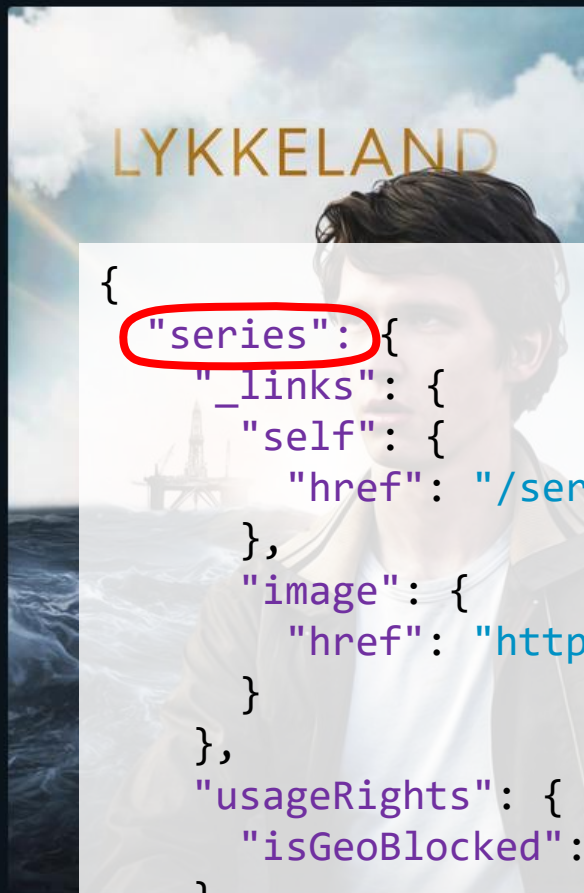 LYKKELAND
{
"series": {
"_links": {
"self": {
"href": "/ser
},
"image": {
"href": "http
}
},
"usageRights": {
"isGeoBlocked":
}